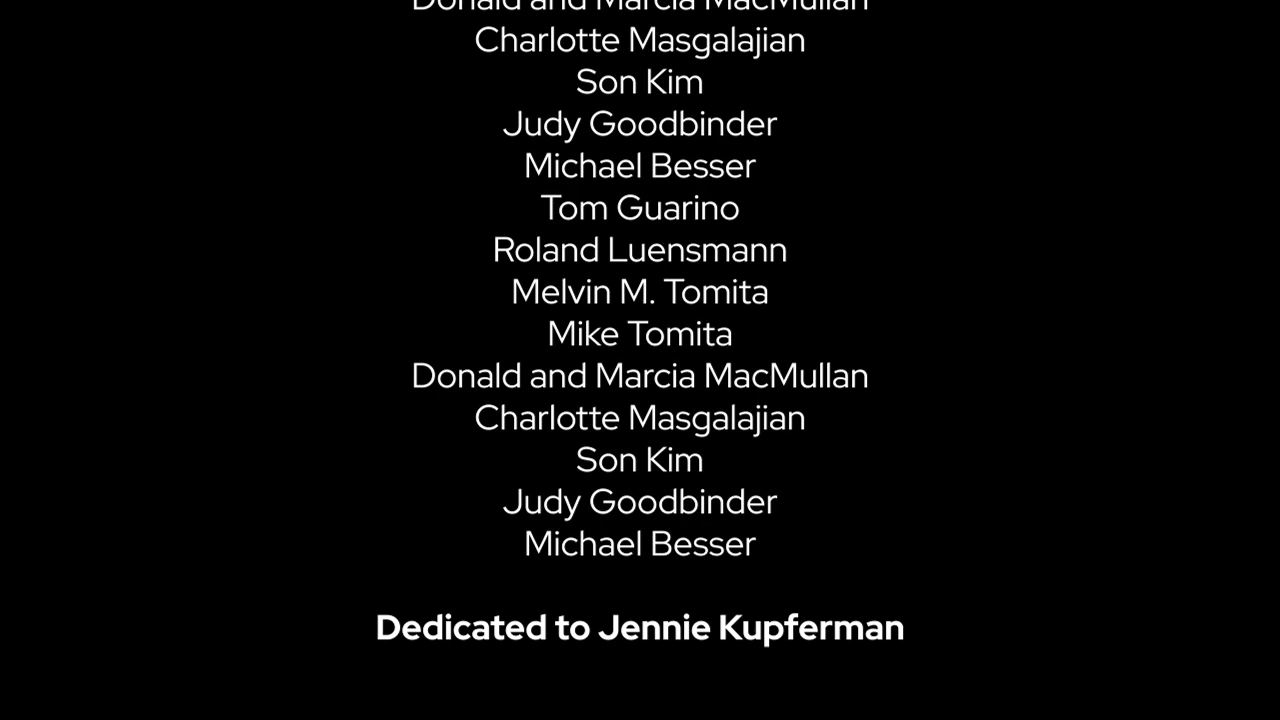 Donald and Marcia MacMullan
Charlotte Masgalajian
Son Kim
Judy Goodbinder
Michael Besser
Tom Guarino
Roland Luensmann
Melvin M. Tomita
Mike Tomita
Donald and Marcia MacMullan
Charlotte Masgalajian
Son Kim
Judy Goodbinder
Michael Besser
Dedicated to Jennie Kupferman